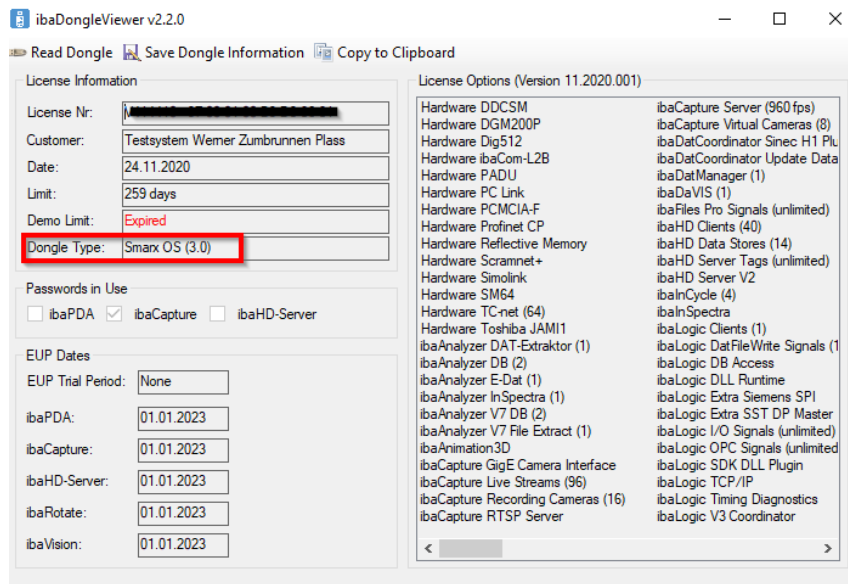 ibaDongleViewer v2.2.0
Read Dongle Save Dongle Information Copy to Clipboard
License Information
License Nr:
Customer: Testsystem Werner Zumbrunnen Plass
Date: 24.11.2020
Limit: 259 days
Demo Limit: Expired
Dongle Type: Smarx OS (3.0)
Passwords in Use
ibaPDA ibaCapture ibaHD-Server
EUP Dates
EUP Trial Period: None
ibaPDA: 01.01.2023
ibaCapture: 01.01.2023
ibaHD-Server: 01.01.2023
ibaRotate: 01.01.2023
ibaVision: 01.01.2023
License Options (Version 11.2020.001)
Hardware DDCSM
Hardware DGM200P
Hardware Dig512
Hardware ibaCom-L2B
Hardware PADU
Hardware PC Link
Hardware PCMCIA-F
Hardware Profinet CP
Hardware Reflective Memory
Hardware Scramnet+
Hardware Simolink
Hardware SM64
Hardware TC-net (64)
Hardware Toshiba JAMI1
ibaAnalyzer DAT-Extraktor (1)
ibaAnalyzer DB (2)
ibaAnalyzer E-Dat (1)
ibaAnalyzer InSpectra (1)
ibaAnalyzer V7 DB (2)
ibaAnalyzer V7 File Extract (1)
ibaAnimation3D
ibaCapture GigE Camera Interface
ibaCapture Live Streams (96)
ibaCapture Recording Cameras (16)
ibaCapture RTSP Server
ibaCapture Server (960 fps)
ibaCapture Virtual Cameras (8)
ibaDatCoordinator Sinec H1 Plu
ibaDatCoordinator Update Data
ibaDatManager (1)
ibaDaVIS (1)
ibaFiles Pro Signals (unlimited)
ibaHD Clients (40)
ibaHD Data Stores (14)
ibaHD Server Tags (unlimited)
ibaHD Server V2
ibaInCycle (4)
ibaInSpectra
ibaLogic Clients (1)
ibaLogic DatFileWrite Signals (1
ibaLogic DB Access
ibaLogic DLL Runtime
ibaLogic Extra Siemens SPI
ibaLogic Extra SST DP Master
ibaLogic I/O Signals (unlimited)
ibaLogic OPC Signals (unlimited
ibaLogic SDK DLL Plugin
ibaLogic TCP/IP
ibaLogic Timing Diagnostics
ibaLogic V3 Coordinator